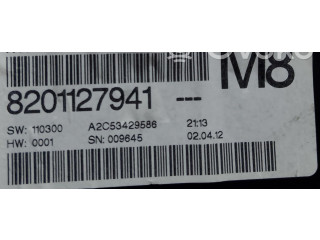 M8
8201127941 ---
SW: 110300 A2C53429586 21:13
HW: 0001 SN: 009645 02.04.12